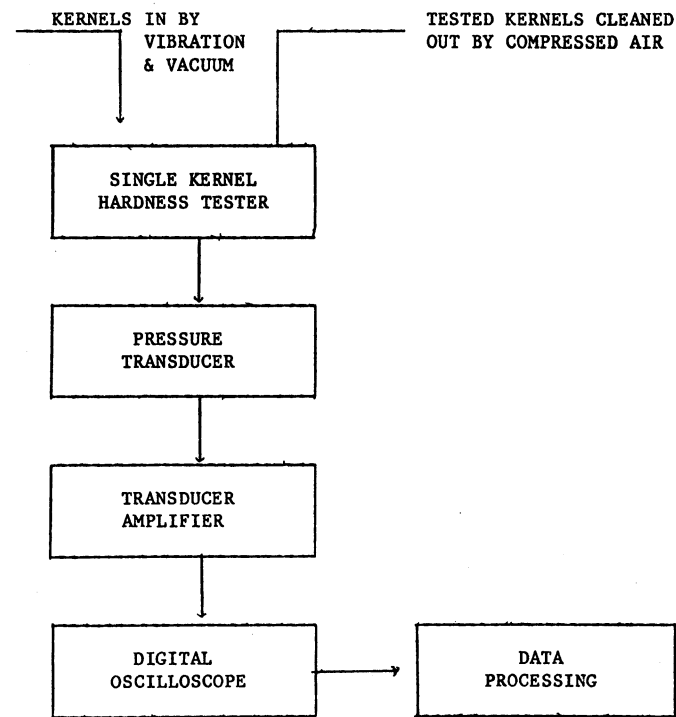 KERNELS IN BY
VIBRATION
& VACUUM
TESTED KERNELS CLEANED
OUT BY COMPRESSED AIR
SINGLE KERNEL
HARDNESS TESTER
PRESSURE
TRANSDUCER
TRANSDUCER
AMPLIFIER
DIGITAL
OSCILLOSCOPE
DATA
PROCESSING